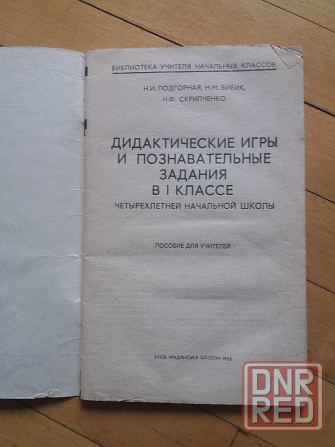 БИБЛИОТЕКА УЧИТЕЛЯ НАЧАЛЬНЫХ КЛАССОВ
Н.И. ПОДГОРНАЯ, Н.М. БИБИК,
Н.Ф. СКРИПЧЕНКО
ДИДАКТИЧЕСКИЕ ИГРЫ
И ПОЗНАВАТЕЛЬНЫЕ
ЗАДАНИЯ
В I КЛАССЕ
ЧЕТЫРЕХЛЕТНЕЙ НАЧАЛЬНОЙ ШКОЛЫ
ПОСОБИЕ ДЛЯ УЧИТЕЛЕЙ
КИЕВ «РАДЯНСЬКА ШКОЛА»
DNR
RED